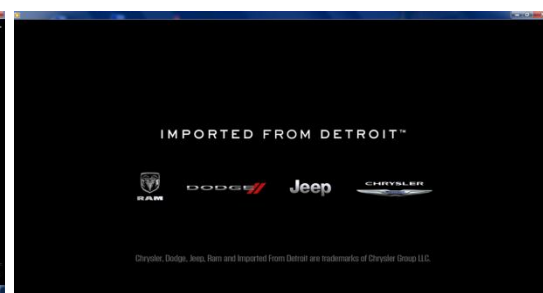 IMPORTED FROM DETROIT™
RAM
DODGE
Jeep
CHRYSLER
Chrysler, Dodge, Jeep, Ram and Imported From Detroit are trademarks of Chrysler Group LLC.